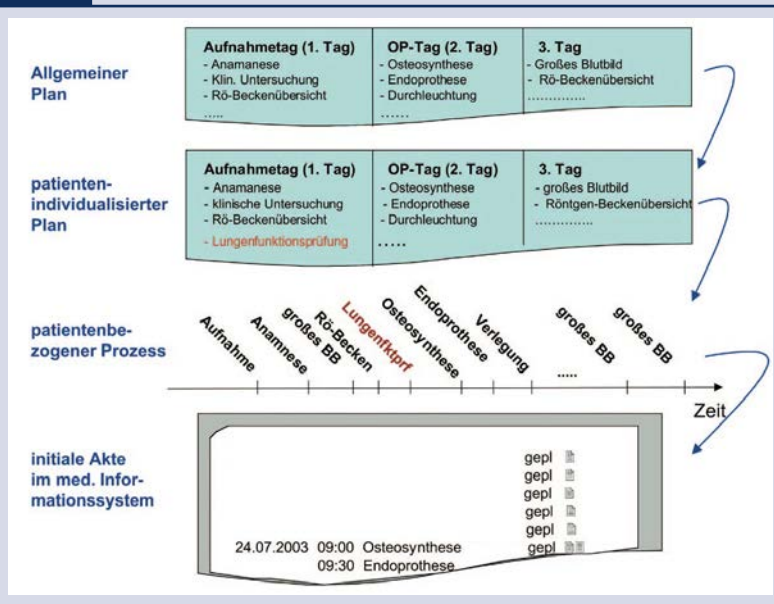 Allgemeiner
Plan
Aufnahmetag (1. Tag)
- Anamanese
- Klin. Untersuchung
- Rö-Beckenübersicht
.....
OP-Tag (2. Tag)
- Osteosynthese
- Endoprothese
- Durchleuchtung
......
3. Tag
- Großes Blutbild
- Rö-Beckenübersicht
..............
patienten-
individualisierter
Plan
Aufnahmetag (1. Tag)
- Anamanese
- klinische Untersuchung
- Rö-Beckenübersicht
- Lungenfunktionsprüfung
OP-Tag (2. Tag)
- Osteosynthese
- Endoprothese
- Durchleuchtung
.....
3. Tag
- großes Blutbild
- Röntgen-Beckenübersicht
..............
patientenbe-
zogener Prozess
Aufnahme
Anamnese
großes BB
Rö-Becken
Lungenfktprf
Osteosynthese
Endoprothese
Verlegung
.....
großes BB
großes BB
Zeit
initiale Akte
im med. Infor-
mationssystem
gepl
gepl
gepl
gepl
gepl
24.07.2003 09:00 Osteosynthese gepl
09:30 Endoprothese